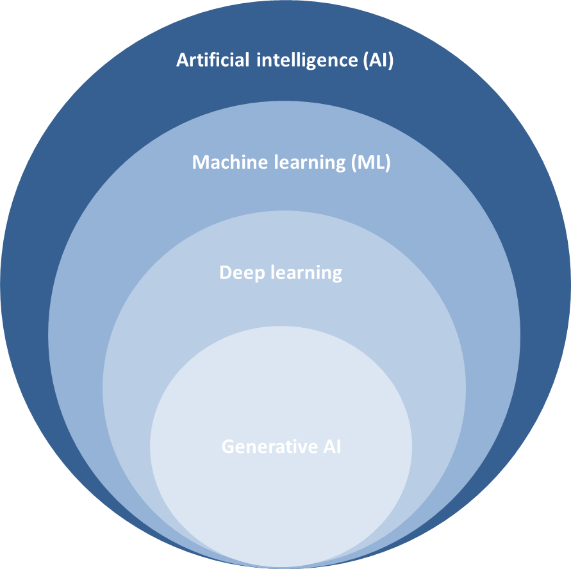 Artificial intelligence (AI)
Machine learning (ML)
Deep learning
Generative AI